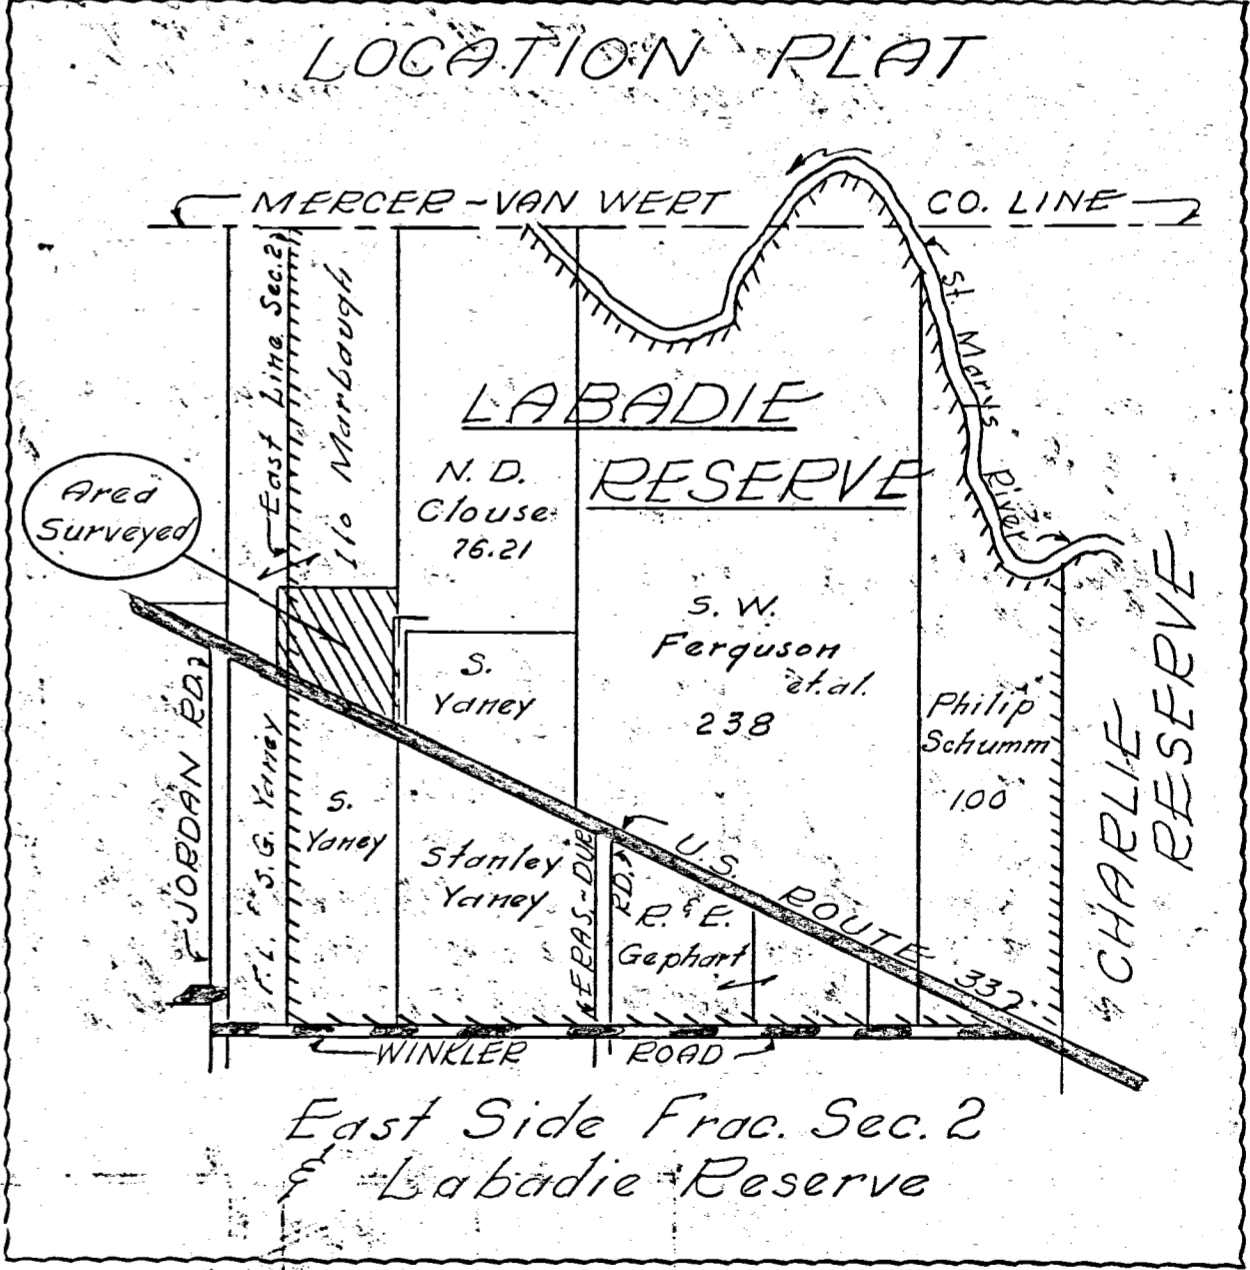 LOCATION PLAT
MERCER-VAN WERT CO. LINE
St. Marys River
East Line Sec. 2
Marbaugh
LABADIE
RESERVE
N. D.
Clouse
76.21
Area
Surveyed
S. W.
Ferguson
et. al.
238
S.
Yaney
Philip
Schumm
100
CHARLIE
RESERVE
JORDAN RD.
F. L. & S. G. Yaney
S.
Yaney
Stanley
Yaney
ERAS.-DUE
RD.
R. & E.
Gephart
U.S. ROUTE 33
WINKLER ROAD
East Side Frac. Sec. 2
& Labadie Reserve